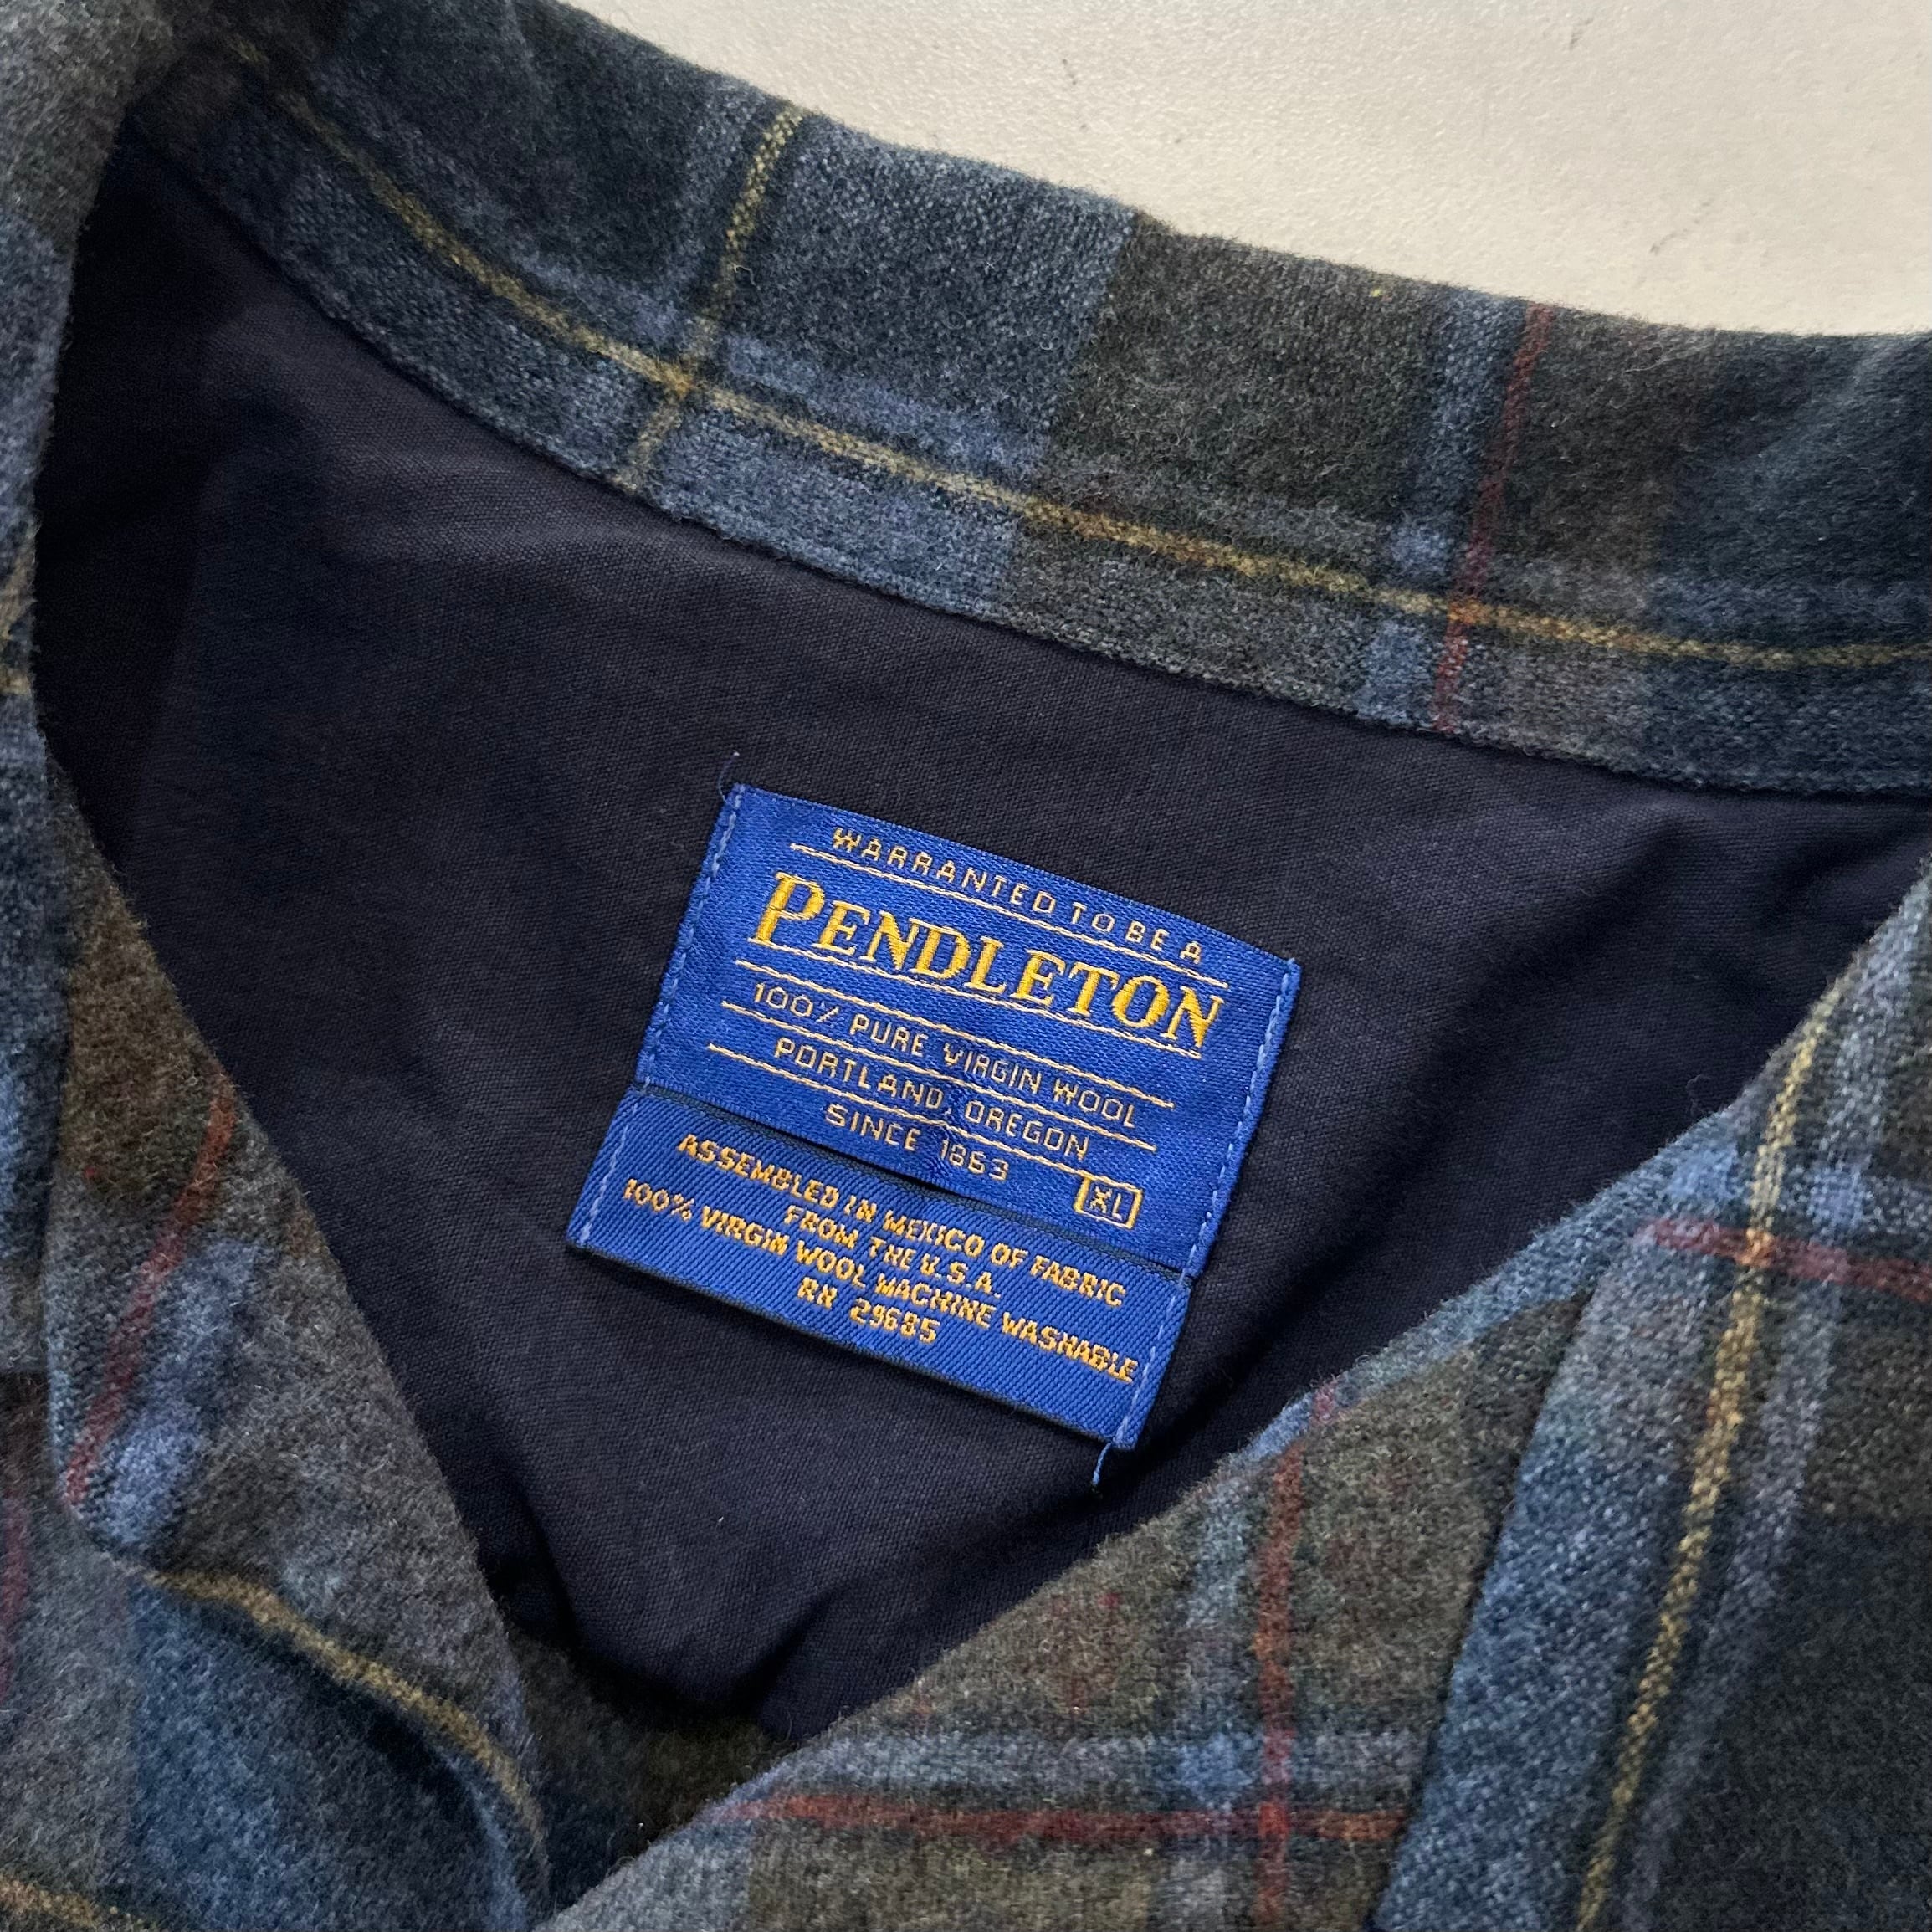 WARRANTED TO BE A
PENDLETON
100% PURE VIRGIN WOOL
PORTLAND, OREGON
SINCE 1863
XL
ASSEMBLED IN MEXICO OF FABRIC
FROM THE U.S.A.
100% VIRGIN WOOL MACHINE WASHABLE
RN 29685